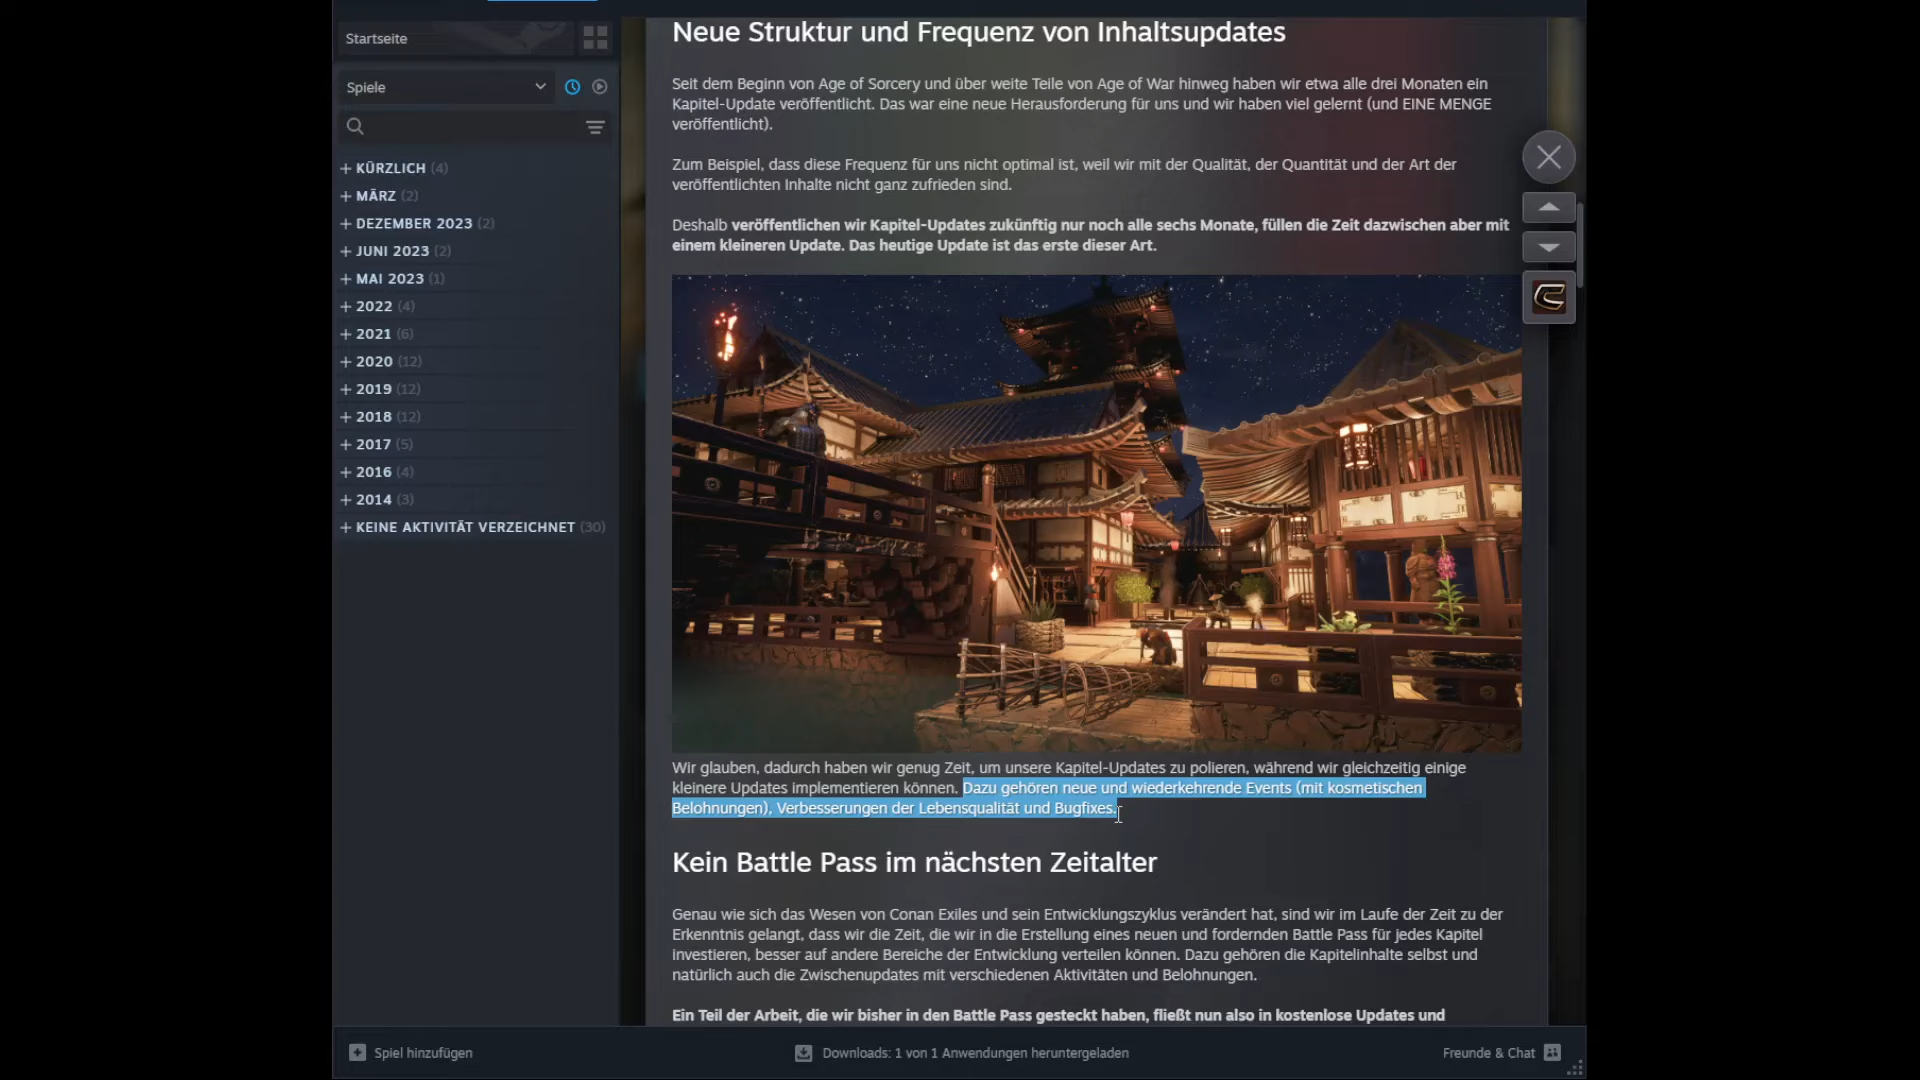 Startseite
Spiele
+ KÜRZLICH (4)
+ MÄRZ (2)
+ DEZEMBER 2023 (2)
+ JUNI 2023 (2)
+ MAI 2023 (1)
+ 2022 (4)
+ 2021 (6)
+ 2020 (12)
+ 2019 (12)
+ 2018 (12)
+ 2017 (5)
+ 2016 (4)
+ 2014 (3)
+ KEINE AKTIVITÄT VERZEICHNET (30)
Neue Struktur und Frequenz von Inhaltsupdates
Seit dem Beginn von Age of Sorcery und über weite Teile von Age of War hinweg haben wir etwa alle drei Monaten ein
Kapitel-Update veröffentlicht. Das war eine neue Herausforderung für uns und wir haben viel gelernt (und EINE MENGE
veröffentlicht).
Zum Beispiel, dass diese Frequenz für uns nicht optimal ist, weil wir mit der Qualität, der Quantität und der Art der
veröffentlichten Inhalte nicht ganz zufrieden sind.
Deshalb veröffentlichen wir Kapitel-Updates zukünftig nur noch alle sechs Monate, füllen die Zeit dazwischen aber mit
einem kleineren Update. Das heutige Update ist das erste dieser Art.
Wir glauben, dadurch haben wir genug Zeit, um unsere Kapitel-Updates zu polieren, während wir gleichzeitig einige
kleinere Updates implementieren können. Dazu gehören neue und wiederkehrende Events (mit kosmetischen
Belohnungen), Verbesserungen der Lebensqualität und Bugfixes.
Kein Battle Pass im nächsten Zeitalter
Genau wie sich das Wesen von Conan Exiles und sein Entwicklungszyklus verändert hat, sind wir im Laufe der Zeit zu der
Erkenntnis gelangt, dass wir die Zeit, die wir in die Erstellung eines neuen und fordernden Battle Pass für jedes Kapitel
investieren, besser auf andere Bereiche der Entwicklung verteilen können. Dazu gehören die Kapitelinhalte selbst und
natürlich auch die Zwischenupdates mit verschiedenen Aktivitäten und Belohnungen.
Ein Teil der Arbeit, die wir bisher in den Battle Pass gesteckt haben, fließt nun also in kostenlose Updates und
Spiel hinzufügen
Downloads: 1 von 1 Anwendungen heruntergeladen
Freunde & Chat